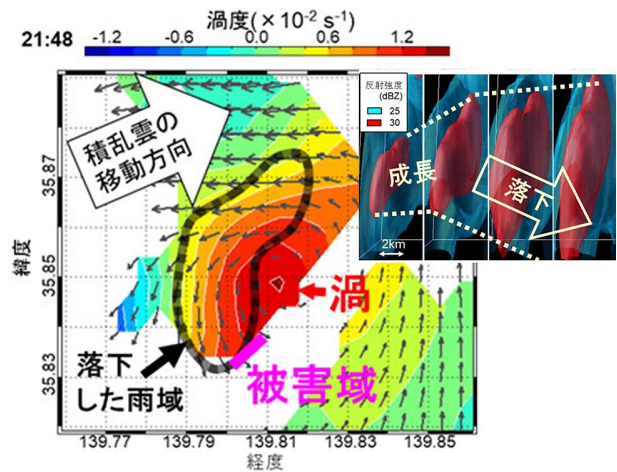 渦度(×10-2 s-1)
21:48
-1.2 -0.6 0.0 0.6 1.2
反射強度
(dBZ)
25
30
成長
落下
2km
積乱雲の
移動方向
緯度
35.87
35.85
35.83
渦
落下
した雨域
被害域
139.77 139.79 139.81 139.83 139.85
経度